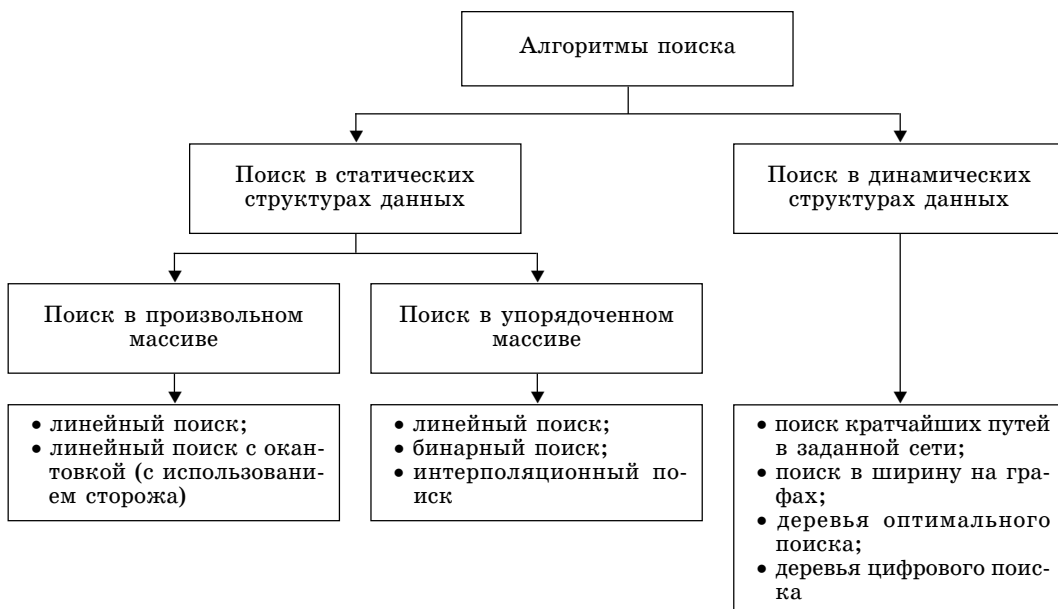 Алгоритмы поиска
Поиск в статических
структурах данных
Поиск в динамических
структурах данных
Поиск в произвольном
массиве
Поиск в упорядоченном
массиве
• линейный поиск;
• линейный поиск с окан-
товкой (с использовани-
ем сторожа)
• линейный поиск;
• бинарный поиск;
• интерполяционный по-
иск
• поиск кратчайших путей
в заданной сети;
• поиск в ширину на гра-
фах;
• деревья оптимального
поиска;
• деревья цифрового поис-
ка